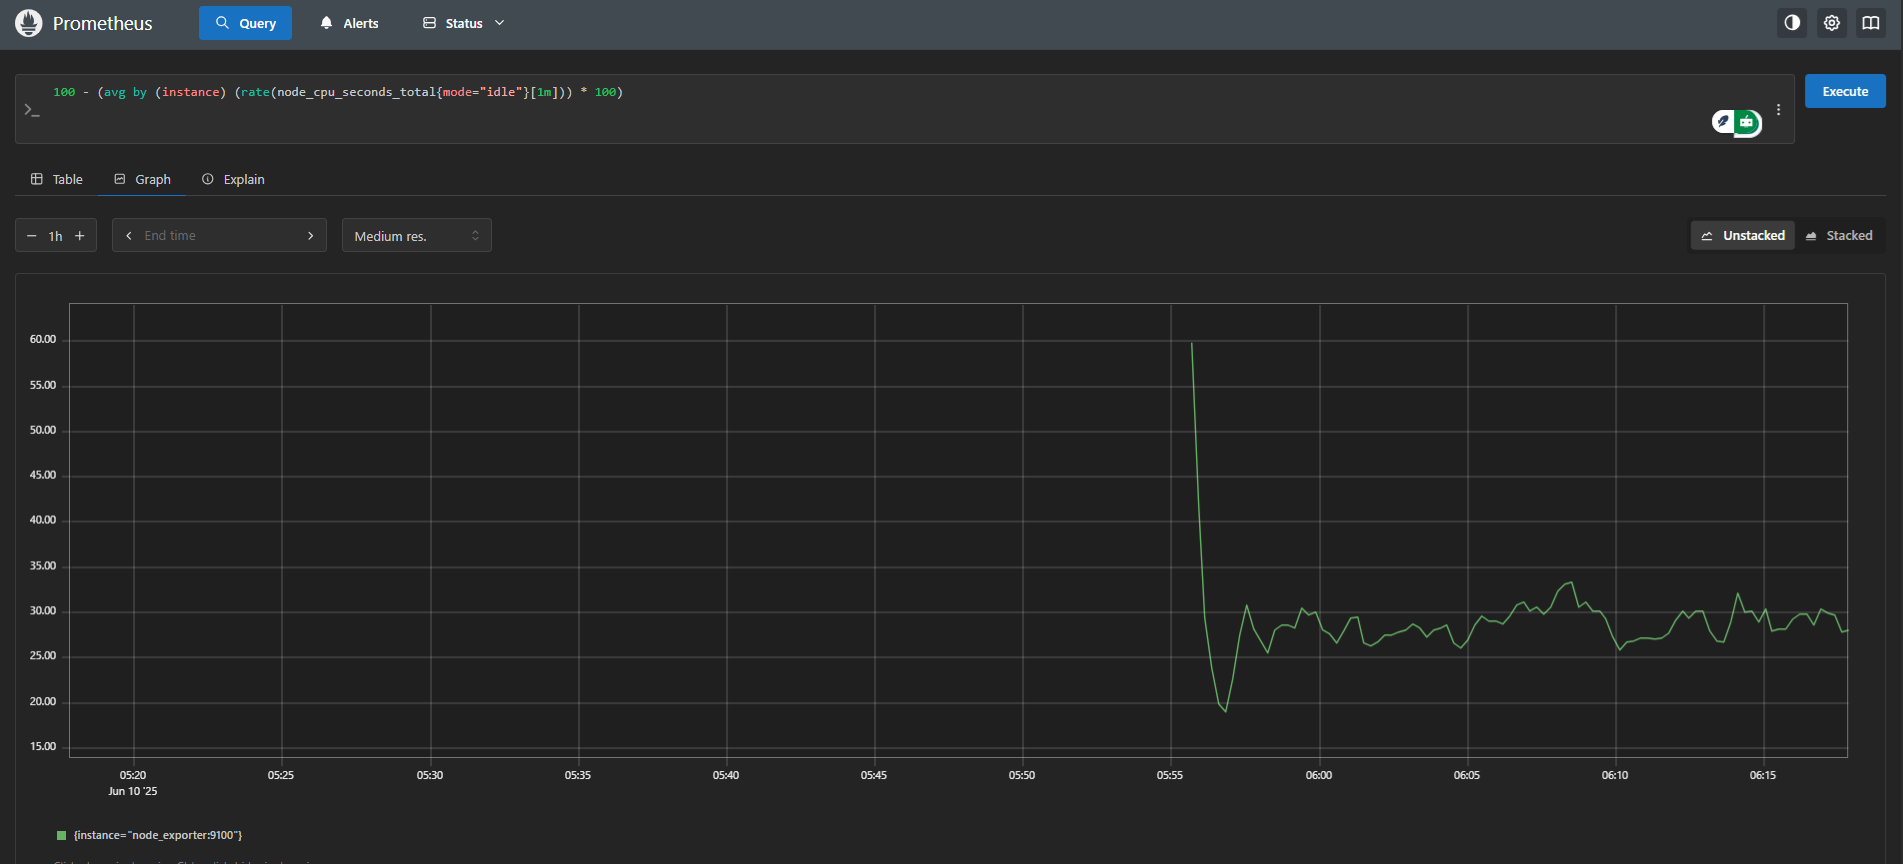 Prometheus
Query
Alerts
Status
100 - (avg by (instance) (rate(node_cpu_seconds_total{mode="idle"}[1m])) * 100)
>_
Execute
Table
Graph
Explain
− 1h +
< End time >
Medium res.
Unstacked
Stacked
60.00
55.00
50.00
45.00
40.00
35.00
30.00
25.00
20.00
15.00
05:20 05:25 05:30 05:35 05:40 05:45 05:50 05:55 06:00 06:05 06:10 06:15
Jun 10 '25
{instance="node_exporter:9100"}